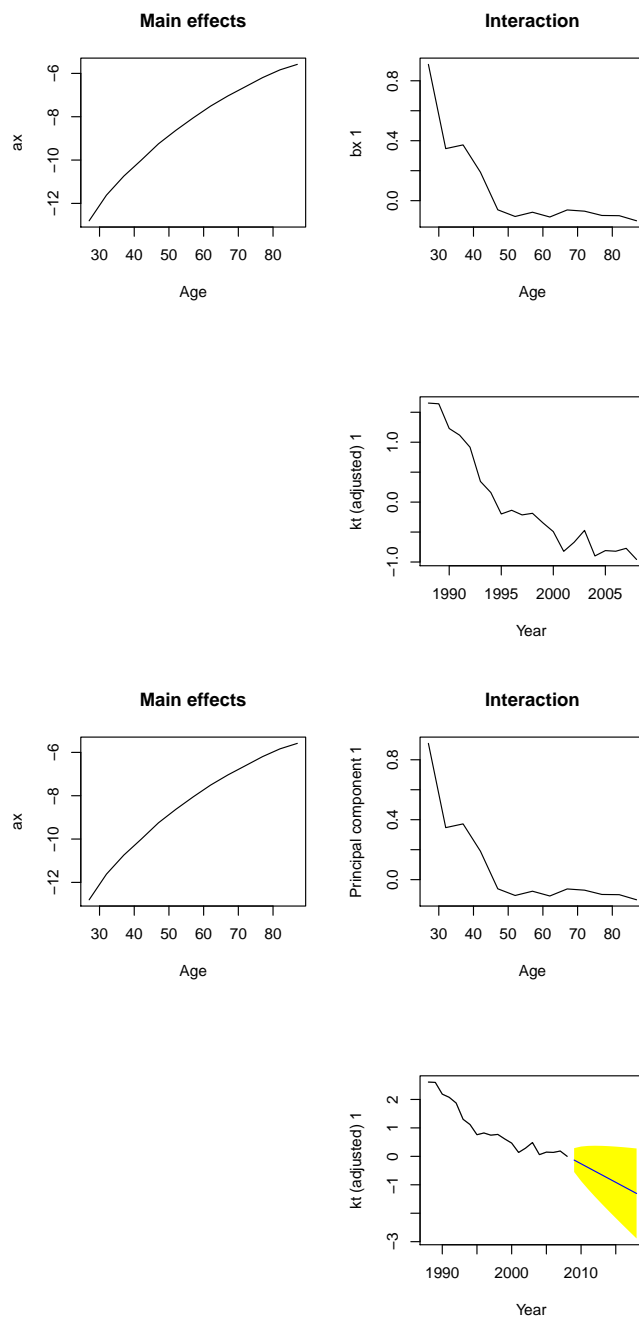 Main effects
ax
−6
−8
−10
−12
30 40 50 60 70 80
Age
Interaction
bx 1
0.8
0.4
0.0
30 40 50 60 70 80
Age
kt (adjusted) 1
1.0
0.0
−1.0
1990 1995 2000 2005
Year
Main effects
ax
−6
−8
−10
−12
30 40 50 60 70 80
Age
Interaction
Principal component 1
0.8
0.4
0.0
30 40 50 60 70 80
Age
kt (adjusted) 1
2
1
0
−1
−3
1990 2000 2010
Year